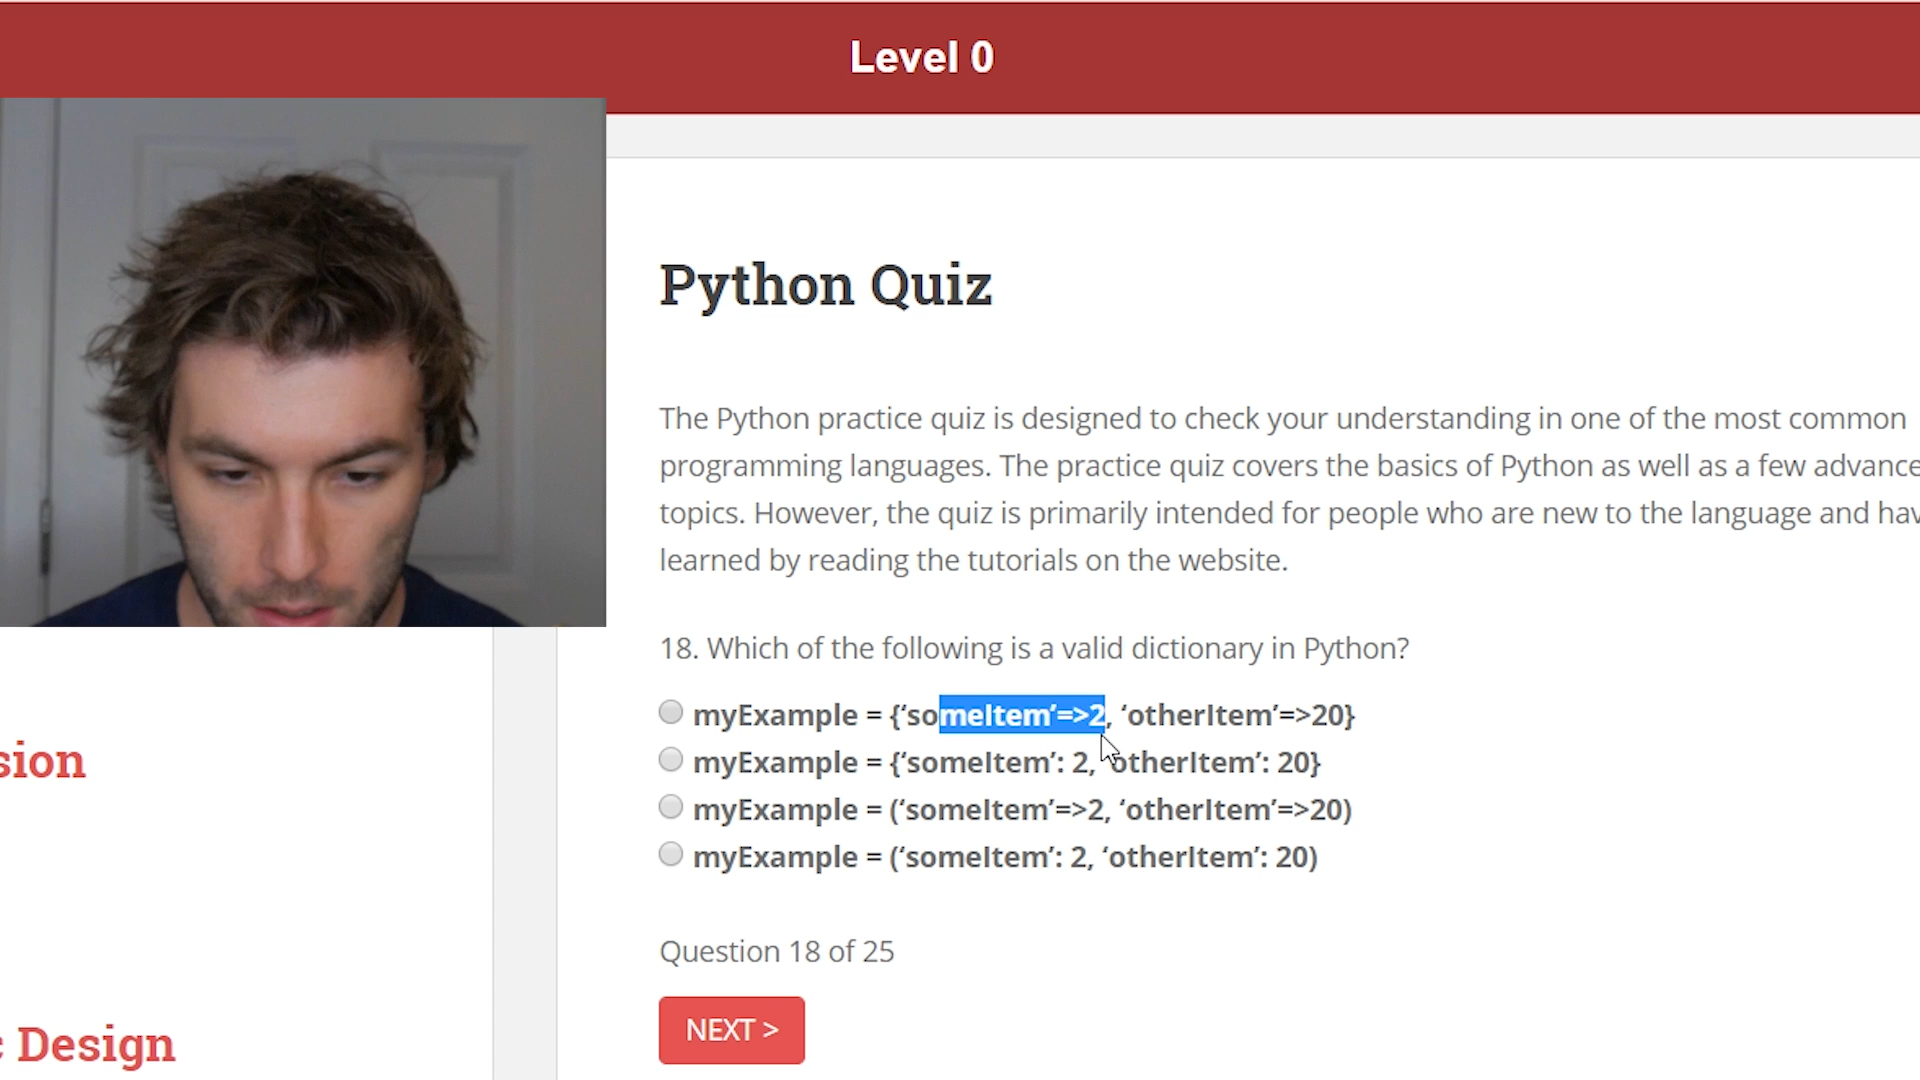 Level 0
Python Quiz
The Python practice quiz is designed to check your understanding in one of the most common
programming languages. The practice quiz covers the basics of Python as well as a few advance
topics. However, the quiz is primarily intended for people who are new to the language and hav
learned by reading the tutorials on the website.
18. Which of the following is a valid dictionary in Python?
myExample = {‘someItem’=>2, ‘otherItem’=>20}
myExample = {‘someItem’: 2, ‘otherItem’: 20}
myExample = (‘someItem’=>2, ‘otherItem’=>20)
myExample = (‘someItem’: 2, ‘otherItem’: 20)
Question 18 of 25
NEXT >
sion
c Design